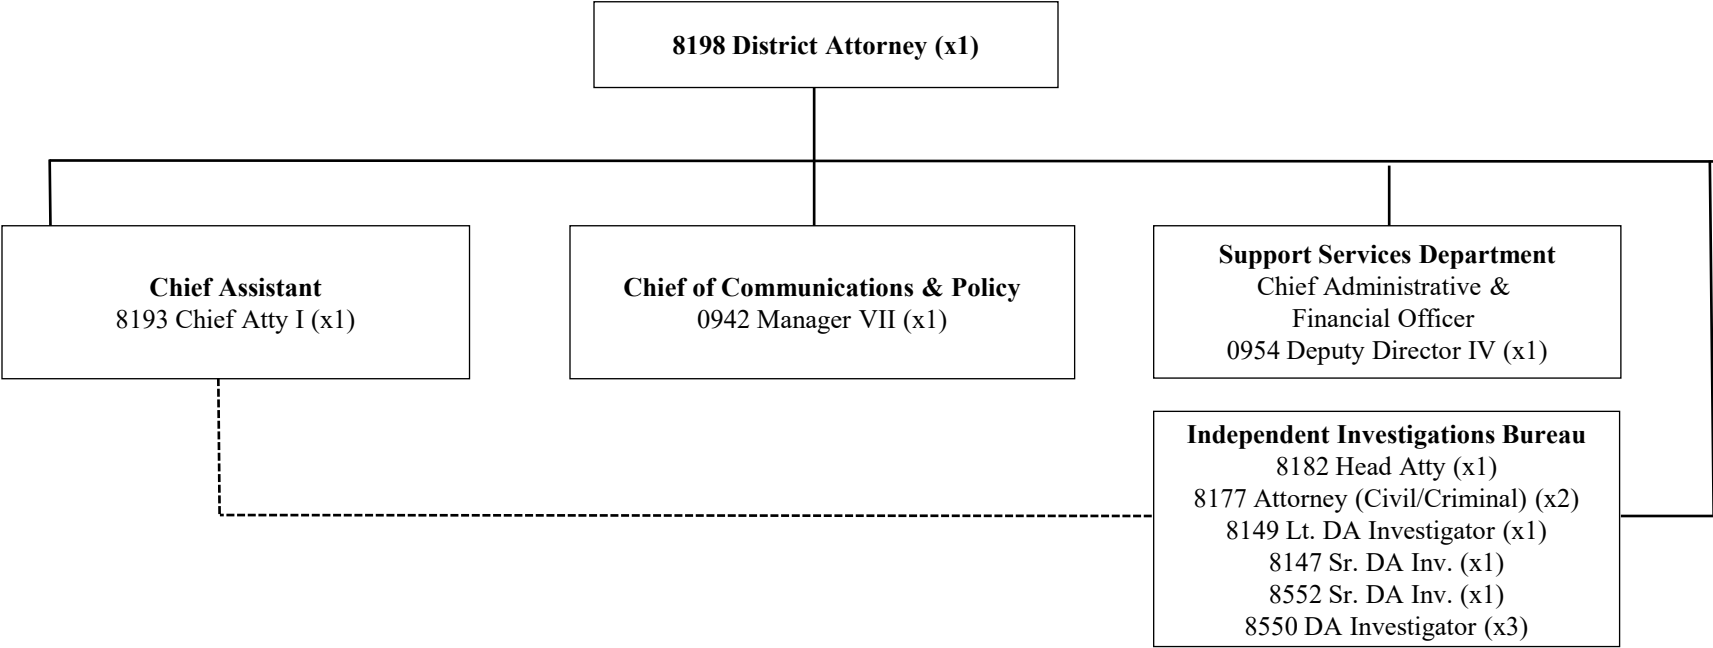 8198 District Attorney (x1)
Chief Assistant
8193 Chief Atty I (x1)
Chief of Communications & Policy
0942 Manager VII (x1)
Support Services Department
Chief Administrative &
Financial Officer
0954 Deputy Director IV (x1)
Independent Investigations Bureau
8182 Head Atty (x1)
8177 Attorney (Civil/Criminal) (x2)
8149 Lt. DA Investigator (x1)
8147 Sr. DA Inv. (x1)
8552 Sr. DA Inv. (x1)
8550 DA Investigator (x3)